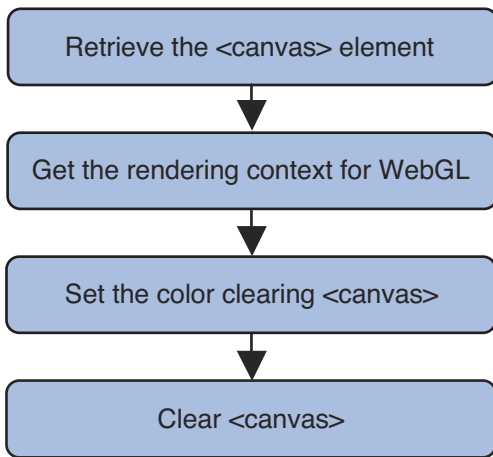 Retrieve the <canvas> element
Get the rendering context for WebGL
Set the color clearing <canvas>
Clear <canvas>